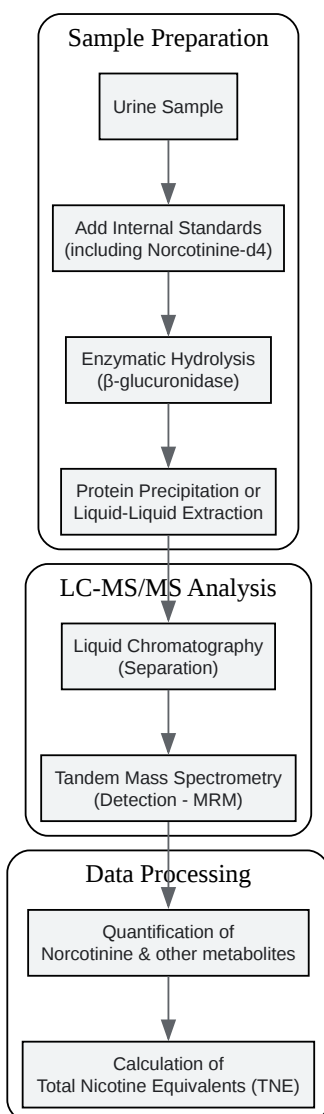 Sample Preparation
Urine Sample
Add Internal Standards
(including Norcotinine-d4)
Enzymatic Hydrolysis
(β-glucuronidase)
Protein Precipitation or
Liquid-Liquid Extraction
LC-MS/MS Analysis
Liquid Chromatography
(Separation)
Tandem Mass Spectrometry
(Detection - MRM)
Data Processing
Quantification of
Norcotinine & other metabolites
Calculation of
Total Nicotine Equivalents (TNE)